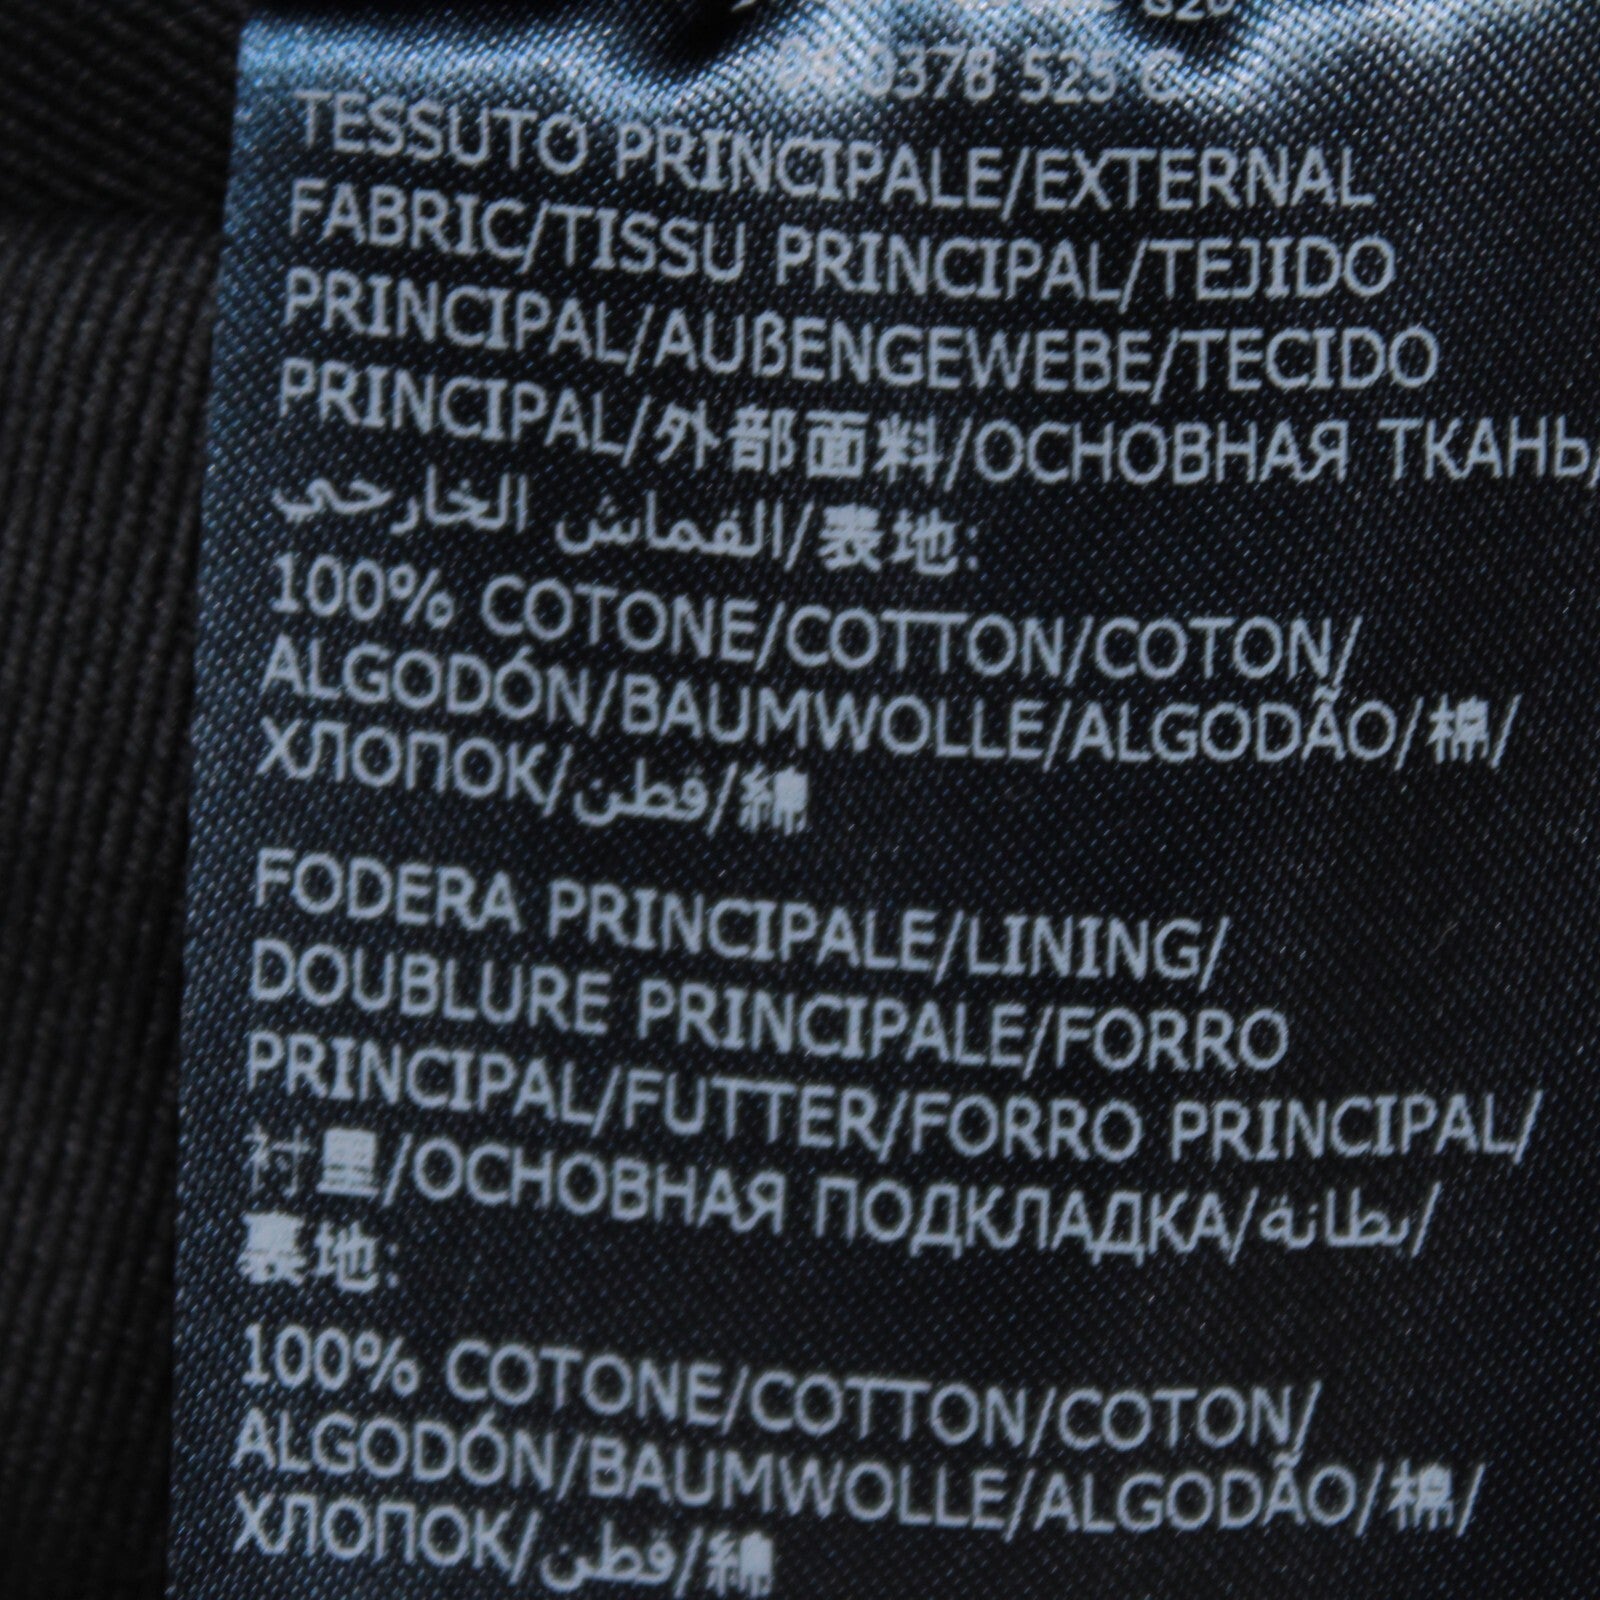 0378 525 C
TESSUTO PRINCIPALE/EXTERNAL
FABRIC/TISSU PRINCIPAL/TEJIDO
PRINCIPAL/AUßENGEWEBE/TECIDO
PRINCIPAL/外部面料/ОСНОВНАЯ ТКАНЬ/
القماش الخارجي/表地:
100% COTONE/COTTON/COTON/
ALGODÓN/BAUMWOLLE/ALGODÃO/棉/
ХЛОПОК/قطن/綿
FODERA PRINCIPALE/LINING/
DOUBLURE PRINCIPALE/FORRO
PRINCIPAL/FUTTER/FORRO PRINCIPAL/
衬里/ОСНОВНАЯ ПОДКЛАДКА/بطانة/
裏地:
100% COTONE/COTTON/COTON/
ALGODÓN/BAUMWOLLE/ALGODÃO/棉/
ХЛОПОК/قطن/綿